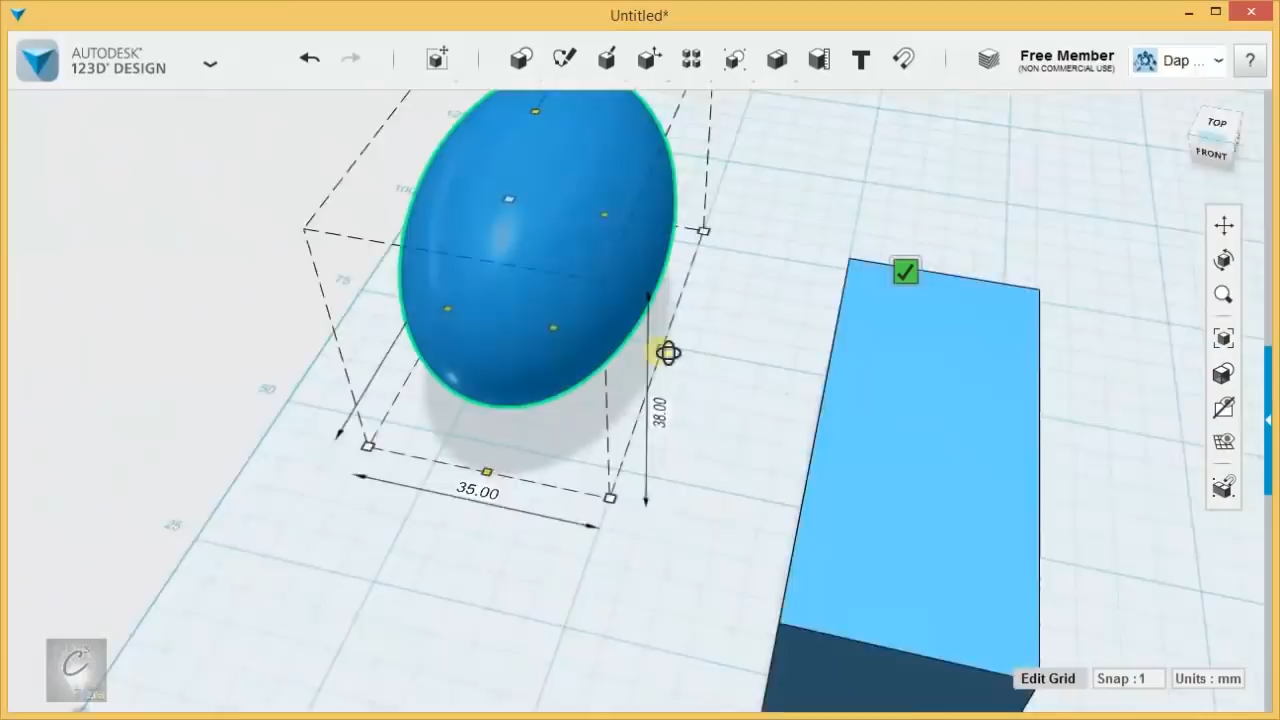 Untitled*
AUTODESK®
123D® DESIGN
T
Free Member
(NON COMMERCIAL USE)
Dap ...
?
TOP
FRONT
75
50
25
38.00
35.00
Edit Grid
Snap : 1
Units : mm